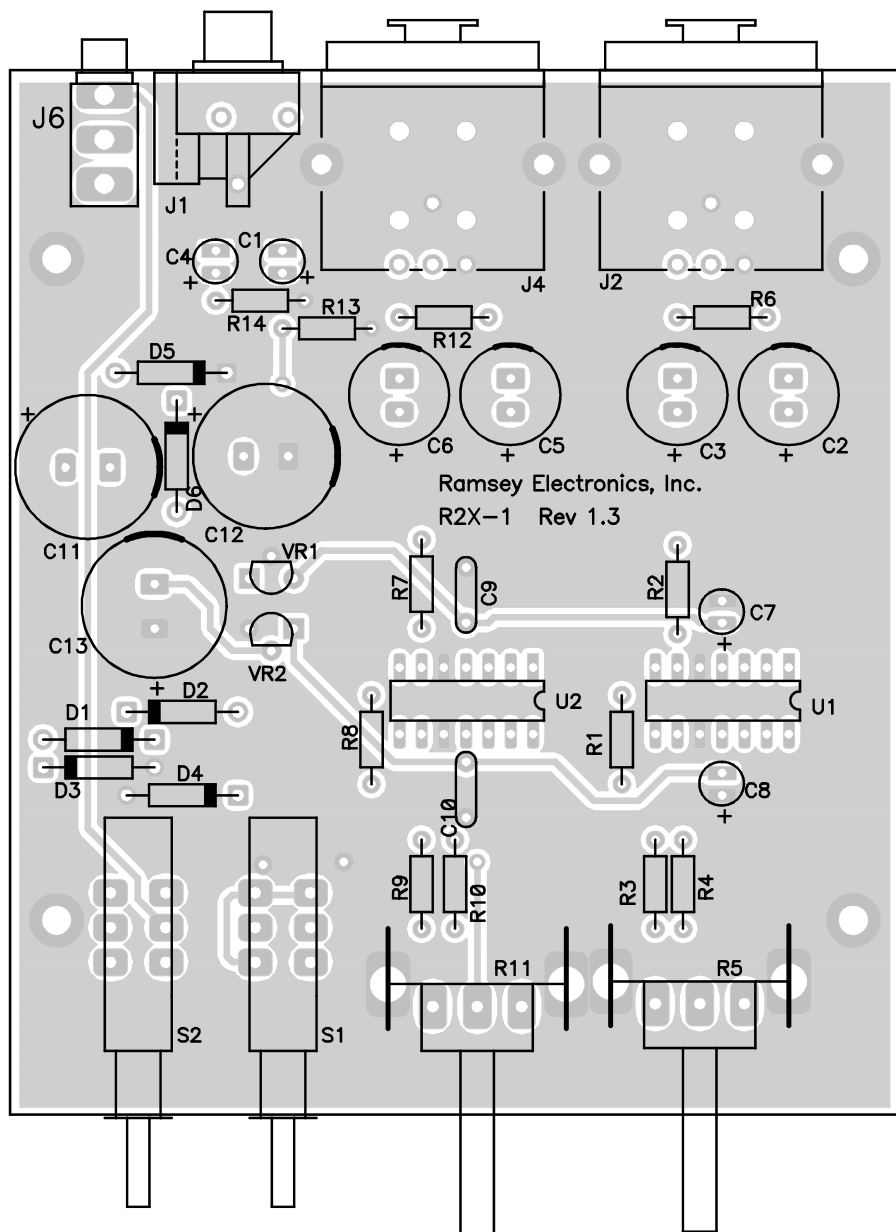 J6
J1
J4
J2
C4
C1
+
+
R14
R13
R12
R6
D5
+
+
D6
C11
C12
C6
C5
C3
C2
+
+
+
+
Ramsey Electronics, Inc.
R2X-1 Rev 1.3
VR1
R7
C9
R2
C7
+
C13
VR2
+
D2
D1
D3
D4
R8
U2
R1
U1
C10
C8
+
R9
R10
R3
R4
R11
R5
S2
S1